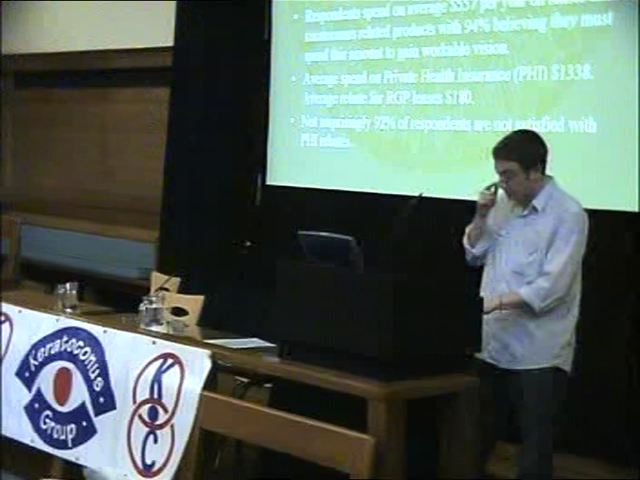 • Respondents spend on average $557 per year on
related products with 94% believing they must
spend this amount to gain workable vision.
• Average spend on Private Health Insurance (PHI) $1338.
Average rebate for RGP lenses $180.
• Not surprisingly 92% of respondents are not satisfied with
PHI rebates.
Keratoconus
Group
K
C